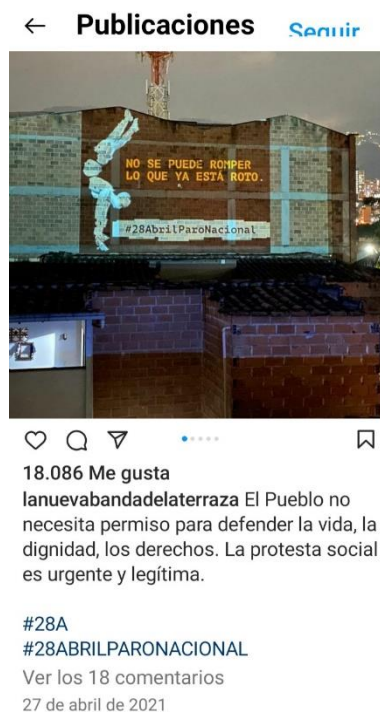 Publicaciones
Seguir
NO SE PUEDE ROMPER
LO QUE YA ESTÁ ROTO.
#28AbrilParoNacional
18.086 Me gusta
lanuevabandadelaterraza El Pueblo no
necesita permiso para defender la vida, la
dignidad, los derechos. La protesta social
es urgente y legítima.
#28A
#28ABRILPARONACIONAL
Ver los 18 comentarios
27 de abril de 2021